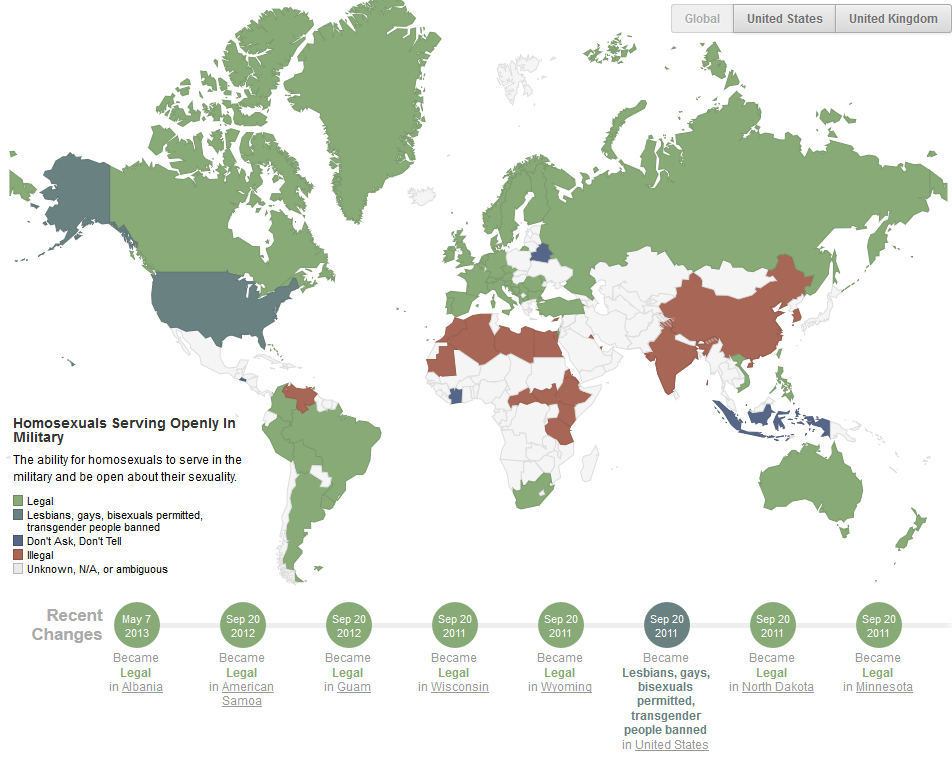 Global
United States
United Kingdom
Homosexuals Serving Openly In
Military
The ability for homosexuals to serve in the
military and be open about their sexuality.
Legal
Lesbians, gays, bisexuals permitted,
transgender people banned
Don't Ask, Don't Tell
Illegal
Unknown, N/A, or ambiguous
Recent
Changes
May 7
2013
Became
Legal
in Albania
Sep 20
2012
Became
Legal
in American
Samoa
Sep 20
2012
Became
Legal
in Guam
Sep 20
2011
Became
Legal
in Wisconsin
Sep 20
2011
Became
Legal
in Wyoming
Sep 20
2011
Became
Lesbians, gays,
bisexuals
permitted,
transgender
people banned
in United States
Sep 20
2011
Became
Legal
in North Dakota
Sep 20
2011
Became
Legal
in Minnesota